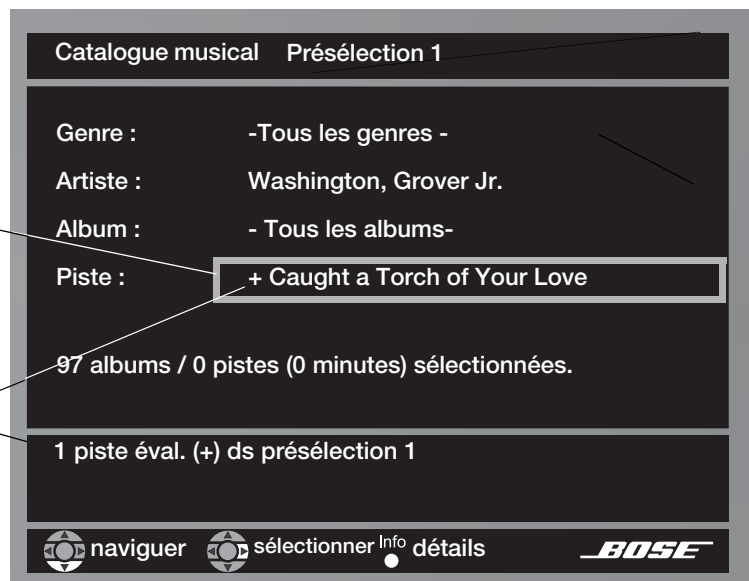 Catalogue musical Présélection 1
Genre : -Tous les genres -
Artiste : Washington, Grover Jr.
Album : - Tous les albums-
Piste : + Caught a Torch of Your Love
97 albums / 0 pistes (0 minutes) sélectionnées.
1 piste éval. (+) ds présélection 1
naviguer sélectionner Info détails BOSE